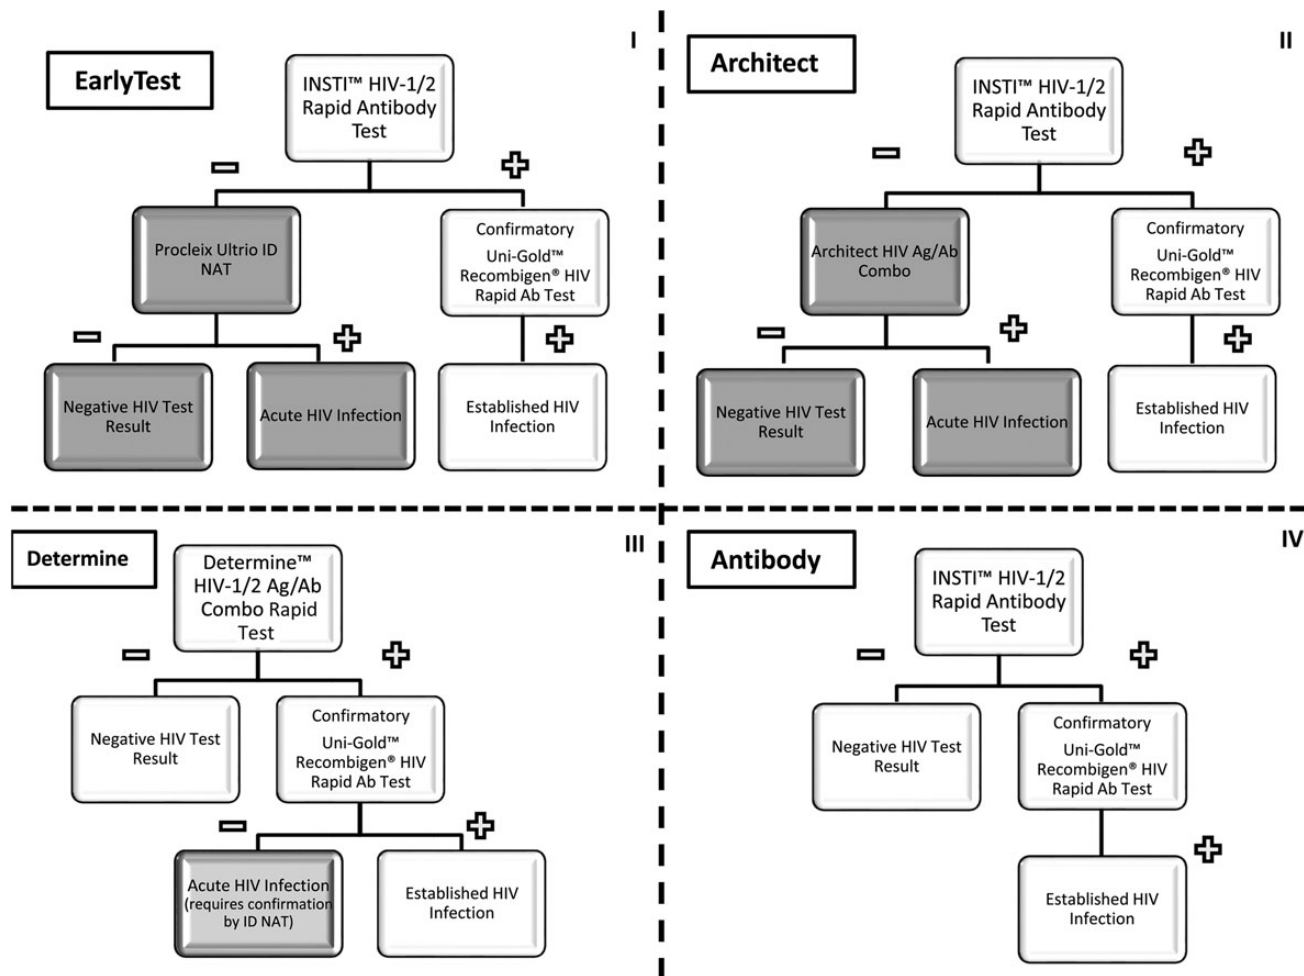 I
EarlyTest
INSTI™ HIV-1/2
Rapid Antibody
Test
Procleix Ultrio ID
NAT
Confirmatory
Uni-Gold™
Recombigen® HIV
Rapid Ab Test
Negative HIV Test
Result
Acute HIV Infection
Established HIV
Infection
II
Architect
INSTI™ HIV-1/2
Rapid Antibody
Test
Architect HIV Ag/Ab
Combo
Confirmatory
Uni-Gold™
Recombigen® HIV
Rapid Ab Test
Negative HIV Test
Result
Acute HIV Infection
Established HIV
Infection
III
Determine
Determine™
HIV-1/2 Ag/Ab
Combo Rapid
Test
Negative HIV Test
Result
Confirmatory
Uni-Gold™
Recombigen® HIV
Rapid Ab Test
Acute HIV Infection
(requires confirmation
by ID NAT)
Established HIV
Infection
IV
Antibody
INSTI™ HIV-1/2
Rapid Antibody
Test
Negative HIV Test
Result
Confirmatory
Uni-Gold™
Recombigen® HIV
Rapid Ab Test
Established HIV
Infection